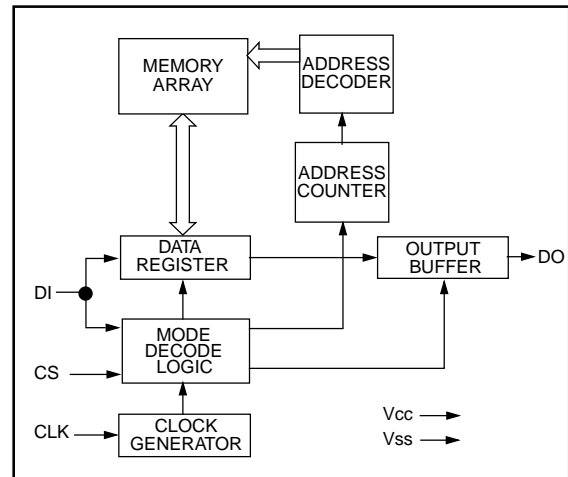 MEMORY
ARRAY
ADDRESS
DECODER
ADDRESS
COUNTER
DATA
REGISTER
OUTPUT
BUFFER
DO
DI
MODE
DECODE
LOGIC
CS
CLK
CLOCK
GENERATOR
Vcc
Vss